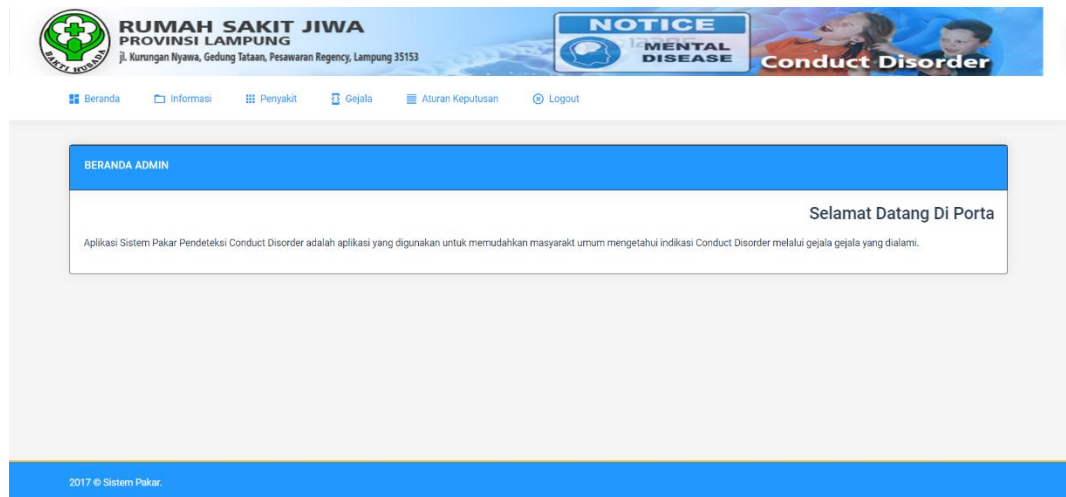 RUMAH SAKIT JIWA
PROVINSI LAMPUNG
jl. Kurungan Nyawa, Gedung Tataan, Pesawaran Regency, Lampung 35153
BAKTI HUSADA
NOTICE
MENTAL
DISEASE
Conduct Disorder
Beranda Informasi Penyakit Gejala Aturan Keputusan Logout
BERANDA ADMIN
Selamat Datang Di Porta
Aplikasi Sistem Pakar Pendeteksi Conduct Disorder adalah aplikasi yang digunakan untuk memudahkan masyarakt umum mengetahui indikasi Conduct Disorder melalui gejala gejala yang dialami.
2017 © Sistem Pakar.